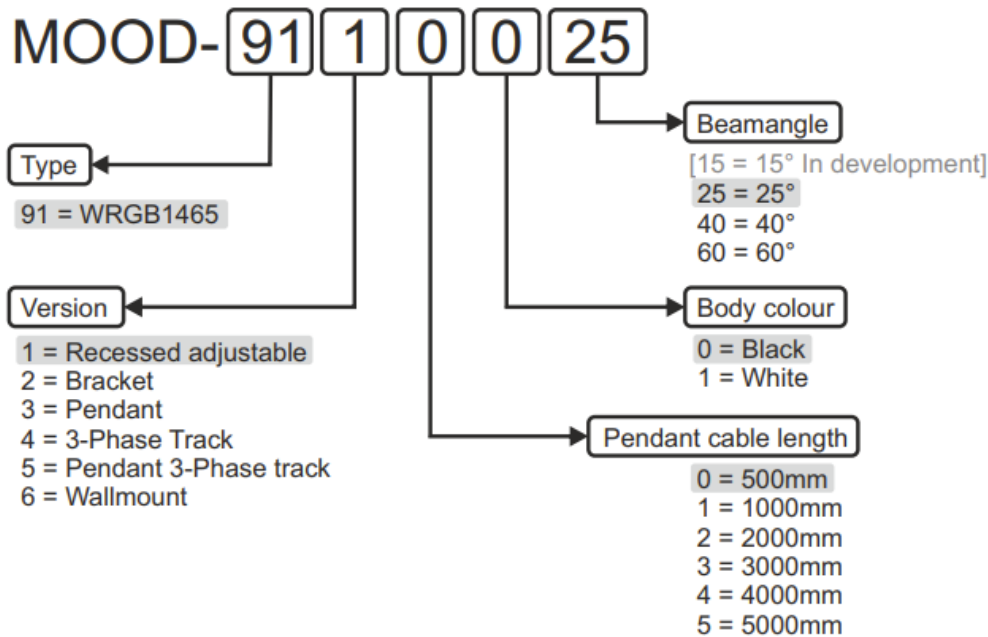 MOOD-91 1 0 0 25
Beamangle
[15 = 15° In development]
25 = 25°
40 = 40°
60 = 60°
Type
91 = WRGB1465
Version
1 = Recessed adjustable
2 = Bracket
3 = Pendant
4 = 3-Phase Track
5 = Pendant 3-Phase track
6 = Wallmount
Body colour
0 = Black
1 = White
Pendant cable length
0 = 500mm
1 = 1000mm
2 = 2000mm
3 = 3000mm
4 = 4000mm
5 = 5000mm